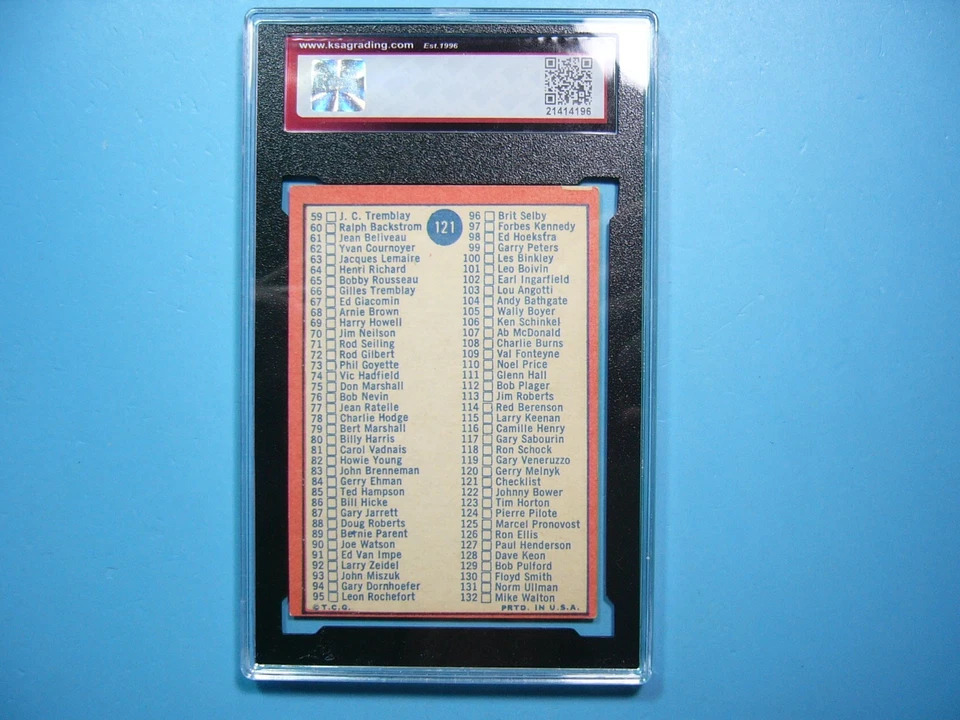 www.ksagrading.com Est.1996
21414196
121
59 J. C. Tremblay
60 Ralph Backstrom
61 Jean Beliveau
62 Yvan Cournoyer
63 Jacques Lemaire
64 Henri Richard
65 Bobby Rousseau
66 Gilles Tremblay
67 Ed Giacomin
68 Arnie Brown
69 Harry Howell
70 Jim Neilson
71 Rod Seiling
72 Rod Gilbert
73 Phil Goyette
74 Vic Hadfield
75 Don Marshall
76 Bob Nevin
77 Jean Ratelle
78 Charlie Hodge
79 Bert Marshall
80 Billy Harris
81 Carol Vadnais
82 Howie Young
83 John Brenneman
84 Gerry Ehman
85 Ted Hampson
86 Bill Hicke
87 Gary Jarrett
88 Doug Roberts
89 Bernie Parent
90 Joe Watson
91 Ed Van Impe
92 Larry Zeidel
93 John Miszuk
94 Gary Dornhoefer
95 Leon Rochefort
96 Brit Selby
97 Forbes Kennedy
98 Ed Hoekstra
99 Garry Peters
100 Les Binkley
101 Leo Boivin
102 Earl Ingarfield
103 Lou Angotti
104 Andy Bathgate
105 Wally Boyer
106 Ken Schinkel
107 Ab McDonald
108 Charlie Burns
109 Val Fonteyne
110 Noel Price
111 Glenn Hall
112 Bob Plager
113 Jim Roberts
114 Red Berenson
115 Larry Keenan
116 Camille Henry
117 Gary Sabourin
118 Ron Schock
119 Gary Veneruzzo
120 Gerry Melnyk
121 Checklist
122 Johnny Bower
123 Tim Horton
124 Pierre Pilote
125 Marcel Pronovost
126 Ron Ellis
127 Paul Henderson
128 Dave Keon
129 Bob Pulford
130 Floyd Smith
131 Norm Ullman
132 Mike Walton
© T.C.G. PRTD. IN U.S.A.